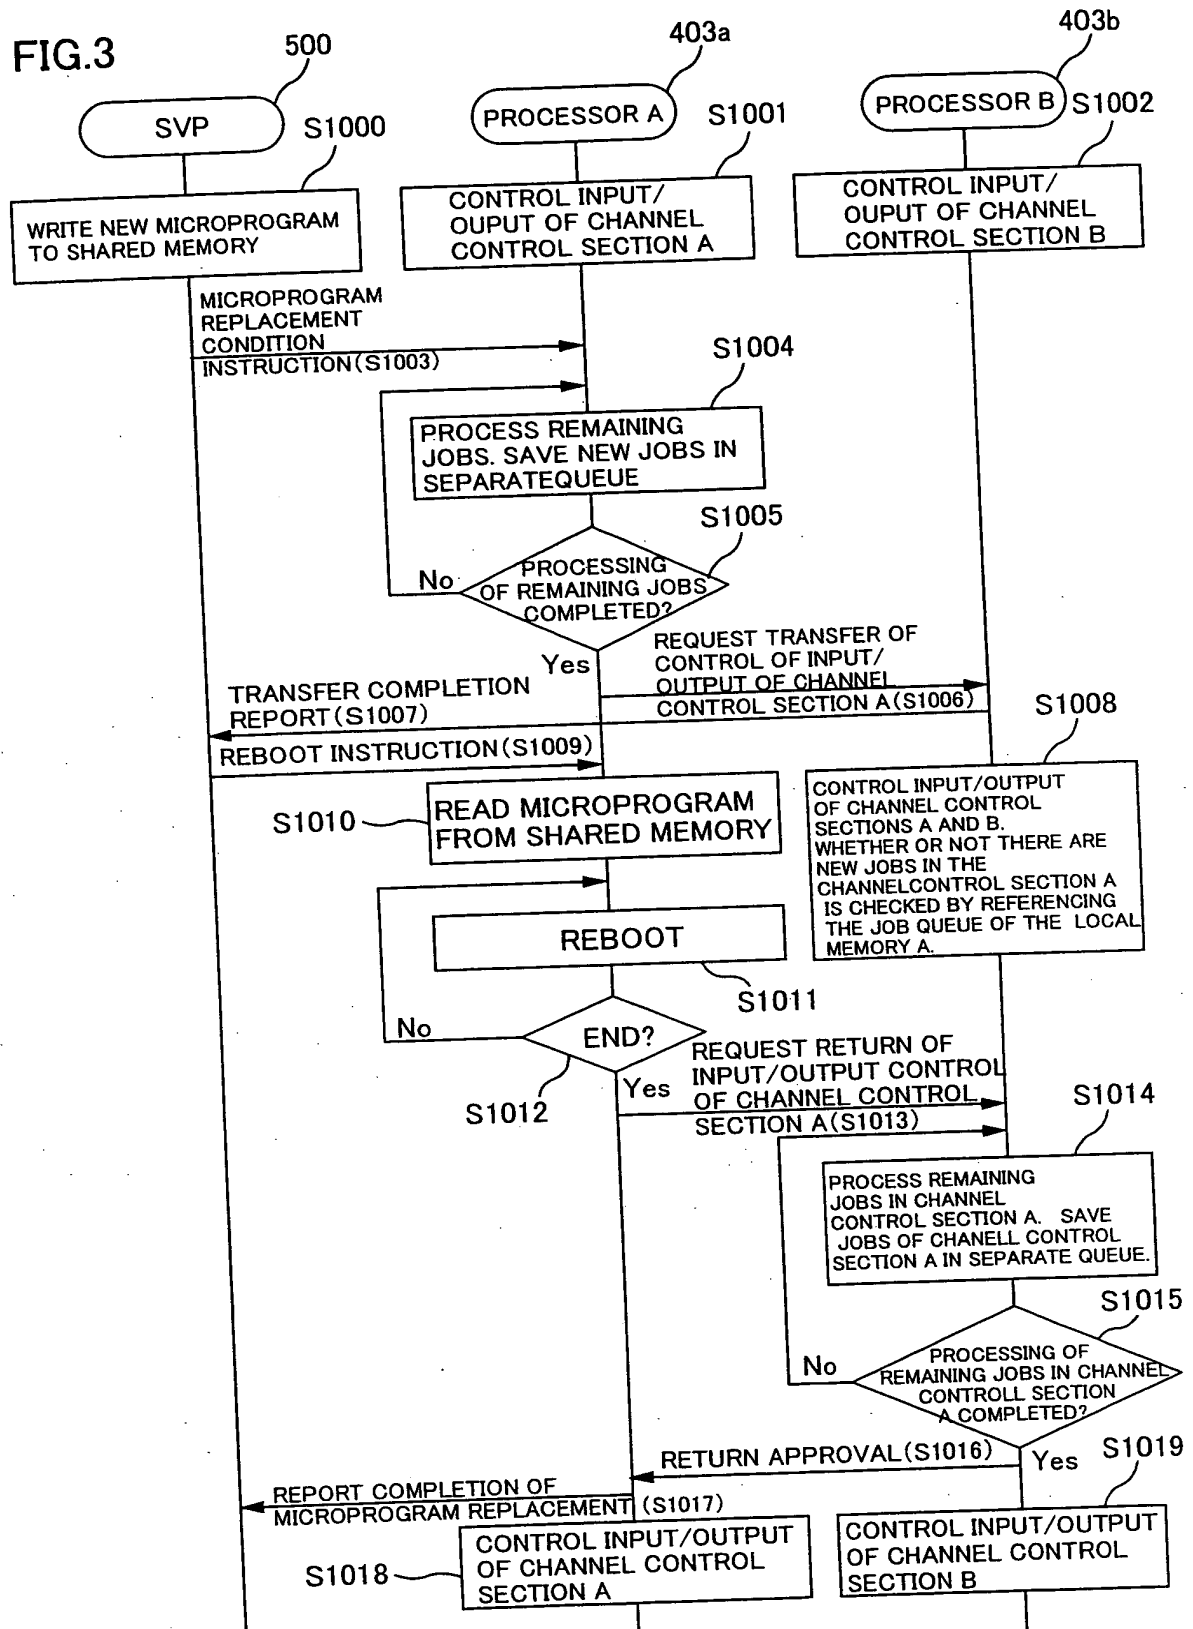 FIG.3
500
403a
403b
SVP
PROCESSOR A
PROCESSOR B
S1000
S1001
S1002
WRITE NEW MICROPROGRAM
TO SHARED MEMORY
CONTROL INPUT/
OUPUT OF CHANNEL
CONTROL SECTION A
CONTROL INPUT/
OUPUT OF CHANNEL
CONTROL SECTION B
MICROPROGRAM
REPLACEMENT
CONDITION
INSTRUCTION(S1003)
S1004
PROCESS REMAINING
JOBS. SAVE NEW JOBS IN
SEPARATEQUEUE
S1005
PROCESSING
OF REMAINING JOBS
COMPLETED?
No
Yes
REQUEST TRANSFER OF
CONTROL OF INPUT/
OUTPUT OF CHANNEL
CONTROL SECTION A(S1006)
TRANSFER COMPLETION
REPORT(S1007)
REBOOT INSTRUCTION(S1009)
S1008
CONTROL INPUT/OUTPUT
OF CHANNEL CONTROL
SECTIONS A AND B.
WHETHER OR NOT THERE ARE
NEW JOBS IN THE
CHANNELCONTROL SECTION A
IS CHECKED BY REFERENCING
THE JOB QUEUE OF THE LOCAL
MEMORY A.
S1010
READ MICROPROGRAM
FROM SHARED MEMORY
REBOOT
S1011
END?
No
Yes
S1012
REQUEST RETURN OF
INPUT/OUTPUT CONTROL
OF CHANNEL CONTROL
SECTION A(S1013)
S1014
PROCESS REMAINING
JOBS IN CHANNEL
CONTROL SECTION A. SAVE
JOBS OF CHANELL CONTROL
SECTION A IN SEPARATE QUEUE.
S1015
PROCESSING OF
REMAINING JOBS IN CHANNEL
CONTROLL SECTION
A COMPLETED?
No
Yes
RETURN APPROVAL(S1016)
S1019
REPORT COMPLETION OF
MICROPROGRAM REPLACEMENT(S1017)
S1018
CONTROL INPUT/OUTPUT
OF CHANNEL CONTROL
SECTION A
CONTROL INPUT/OUTPUT
OF CHANNEL CONTROL
SECTION B